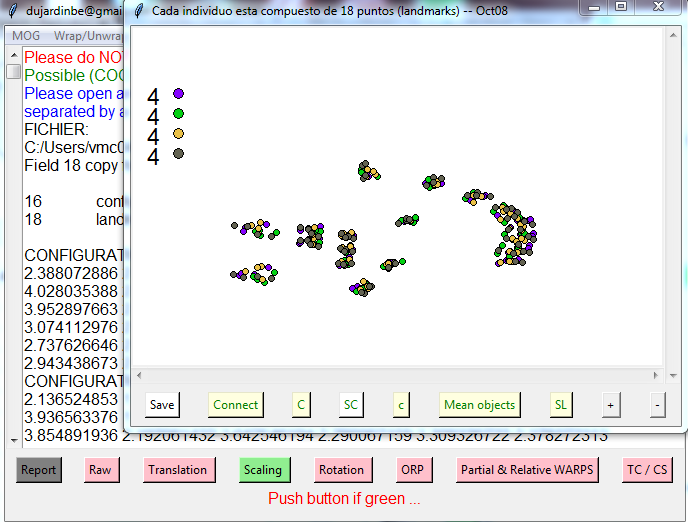 dujardinbe@gmai
Cada individuo esta compuesto de 18 puntos (landmarks) -- Oct08
MOG Wrap/Unwrap
Please do NO
Possible (COO
Please open a
separated by a
FICHIER:
C:/Users/vmc0
Field 18 copy
16 conf
18 land
CONFIGURAT
2.388072886
4.028035388
3.952897663
3.074112976
2.737626646
2.943438673
CONFIGURAT
2.136524853
3.936563376
3.854891936 2.192061432 3.642546194 2.290067159 3.309326722 2.378272313
4
4
4
4
Save Connect C SC c Mean objects SL + -
Report Raw Translation Scaling Rotation ORP Partial & Relative WARPS TC / CS
Push button if green ...